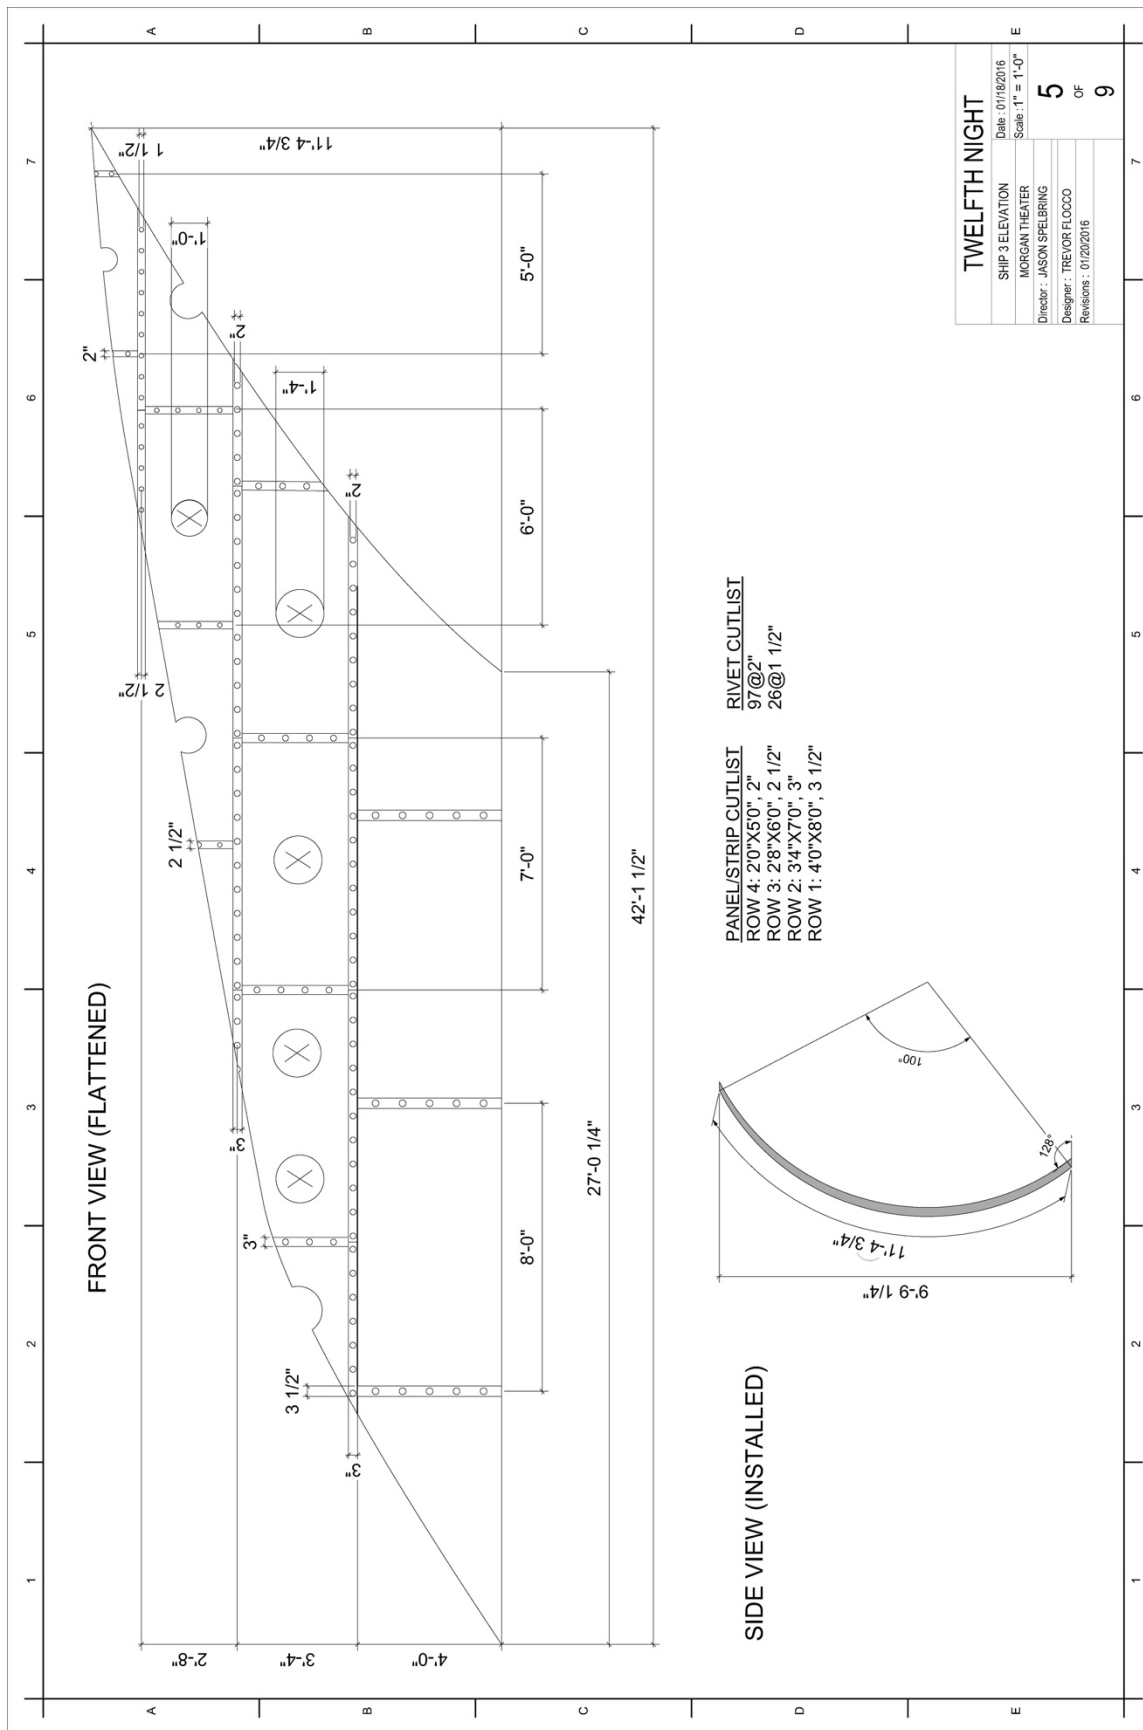 1
2
3
4
5
6
7
A
B
C
D
E
FRONT VIEW (FLATTENED)
2'-8"
3'-4"
4'-0"
3"
3 1/2"
3"
3"
2 1/2"
2 1/2"
2"
1 1/2"
1'-0"
2"
1'-4"
2"
11'-4 3/4"
8'-0"
7'-0"
6'-0"
5'-0"
27'-0 1/4"
42'-1 1/2"
SIDE VIEW (INSTALLED)
9'-9 1/4"
11'-4 3/4"
100°
128°
PANEL/STRIP CUTLIST
ROW 4: 2'0"X5'0", 2"
ROW 3: 2'8"X6'0", 2 1/2"
ROW 2: 3'4"X7'0", 3"
ROW 1: 4'0"X8'0", 3 1/2"
RIVET CUTLIST
97@2"
26@1 1/2"
TWELFTH NIGHT
SHIP 3 ELEVATION
Date : 01/18/2016
MORGAN THEATER
Scale : 1" = 1'-0"
Director : JASON SPELBRING
Designer : TREVOR FLOCCO
Revisions : 01/20/2016
5
OF
9
A
B
C
D
E
1
2
3
4
5
6
7